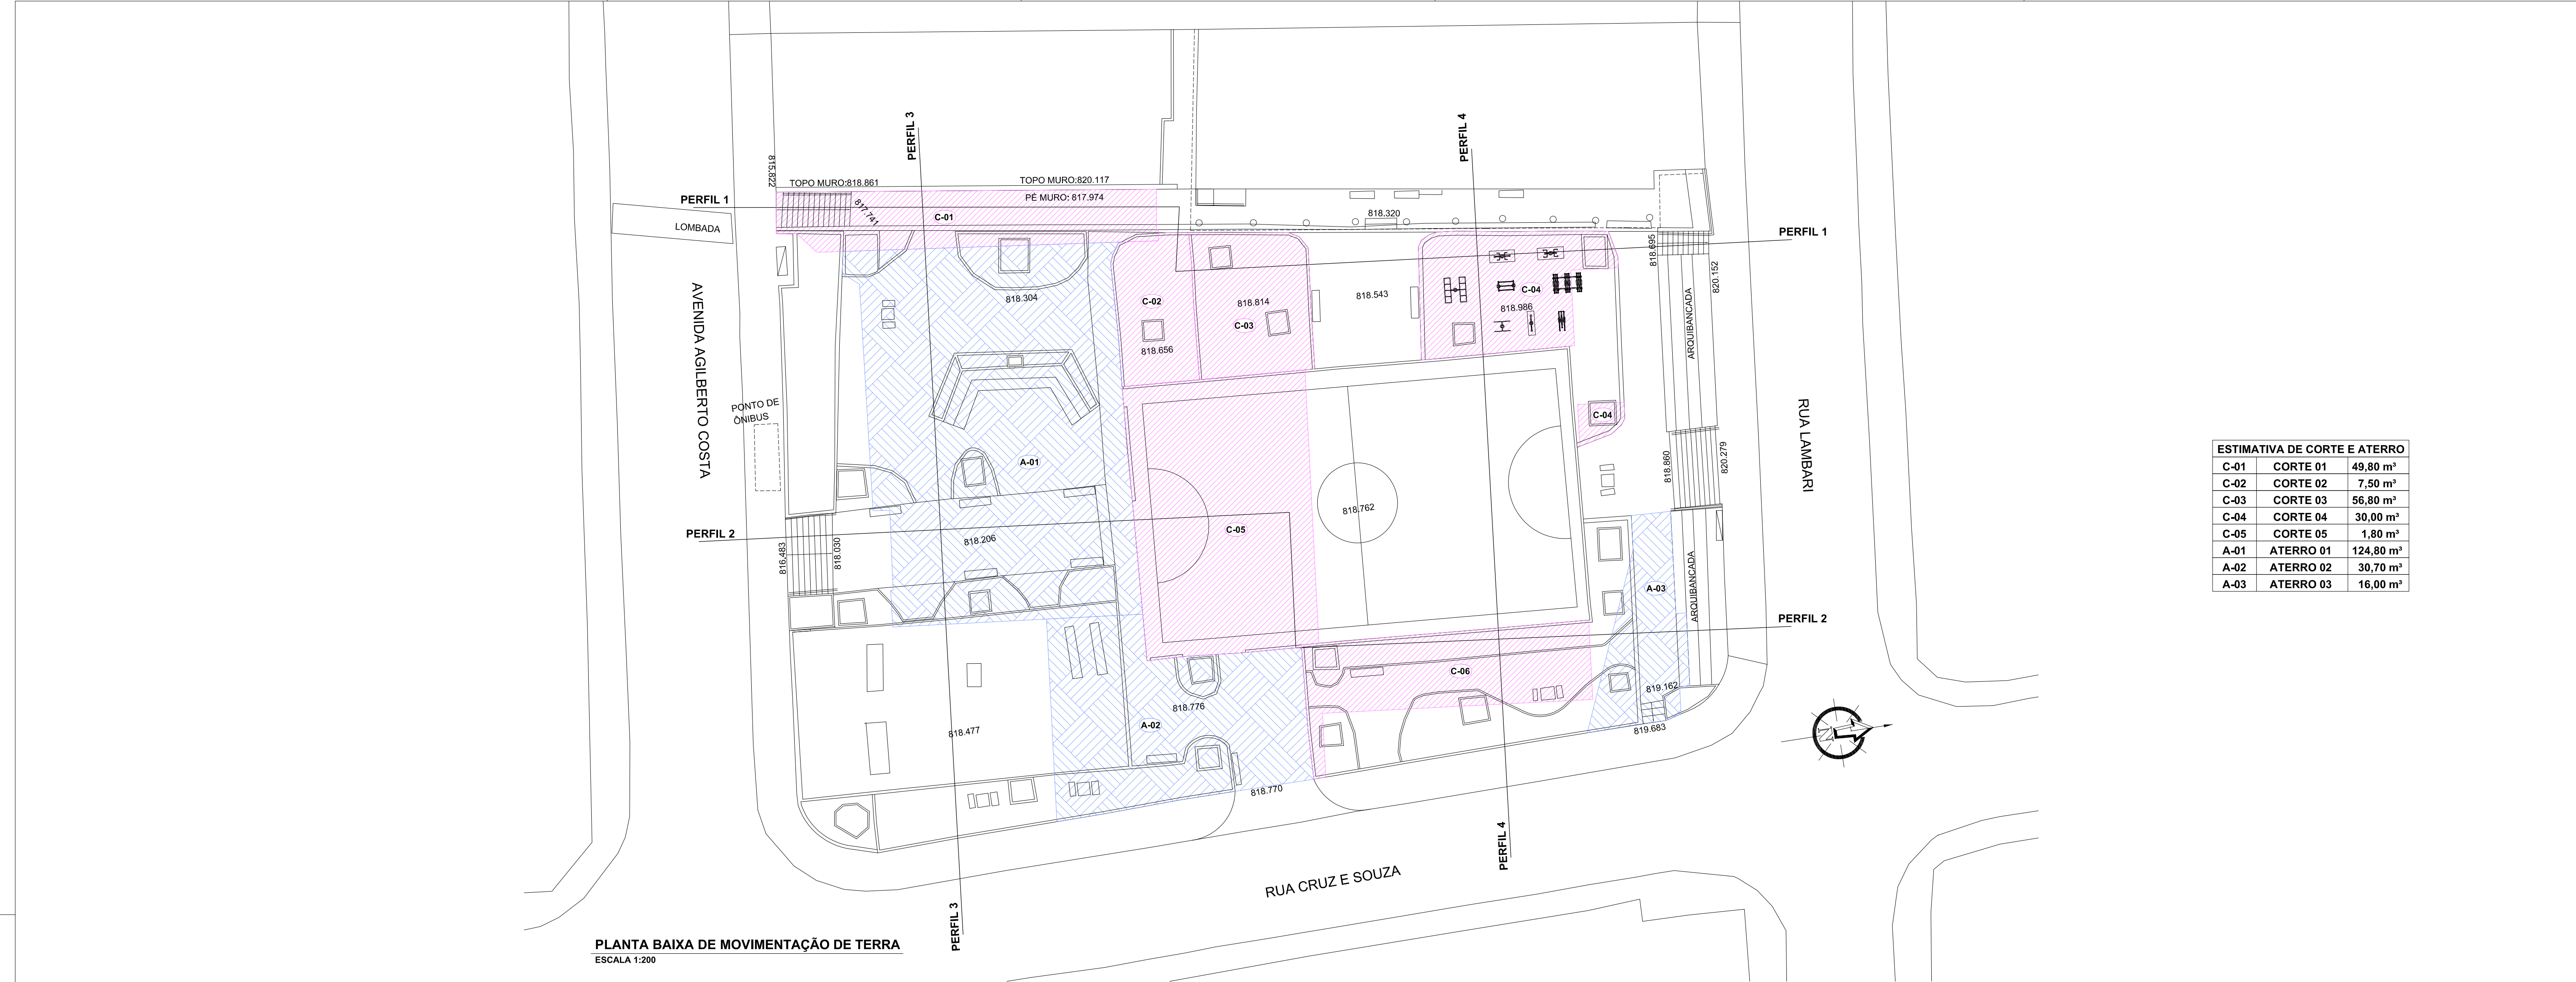 PERFIL 3
PERFIL 4
815.822
TOPO MURO:818.861
TOPO MURO:820.117
PÉ MURO: 817.974
PERFIL 1
817.741
C-01
818.320
LOMBADA
PERFIL 1
818.695
820.152
AVENIDA AGILBERTO COSTA
818.304
C-02
818.814
C-03
818.543
C-04
818.986
ARQUIBANCADA
818.656
PONTO DE
ÔNIBUS
C-04
RUA LAMBARI
A-01
818.860
820.279
818.762
C-05
PERFIL 2
816.483
818.030
818.206
A-03
ARQUIBANCADA
PERFIL 2
C-06
819.162
818.776
A-02
818.477
819.683
818.770
N
PERFIL 4
RUA CRUZ E SOUZA
PERFIL 3
PLANTA BAIXA DE MOVIMENTAÇÃO DE TERRA
ESCALA 1:200
ESTIMATIVA DE CORTE E ATERRO
C-01 CORTE 01 49,80 m³
C-02 CORTE 02 7,50 m³
C-03 CORTE 03 56,80 m³
C-04 CORTE 04 30,00 m³
C-05 CORTE 05 1,80 m³
A-01 ATERRO 01 124,80 m³
A-02 ATERRO 02 30,70 m³
A-03 ATERRO 03 16,00 m³